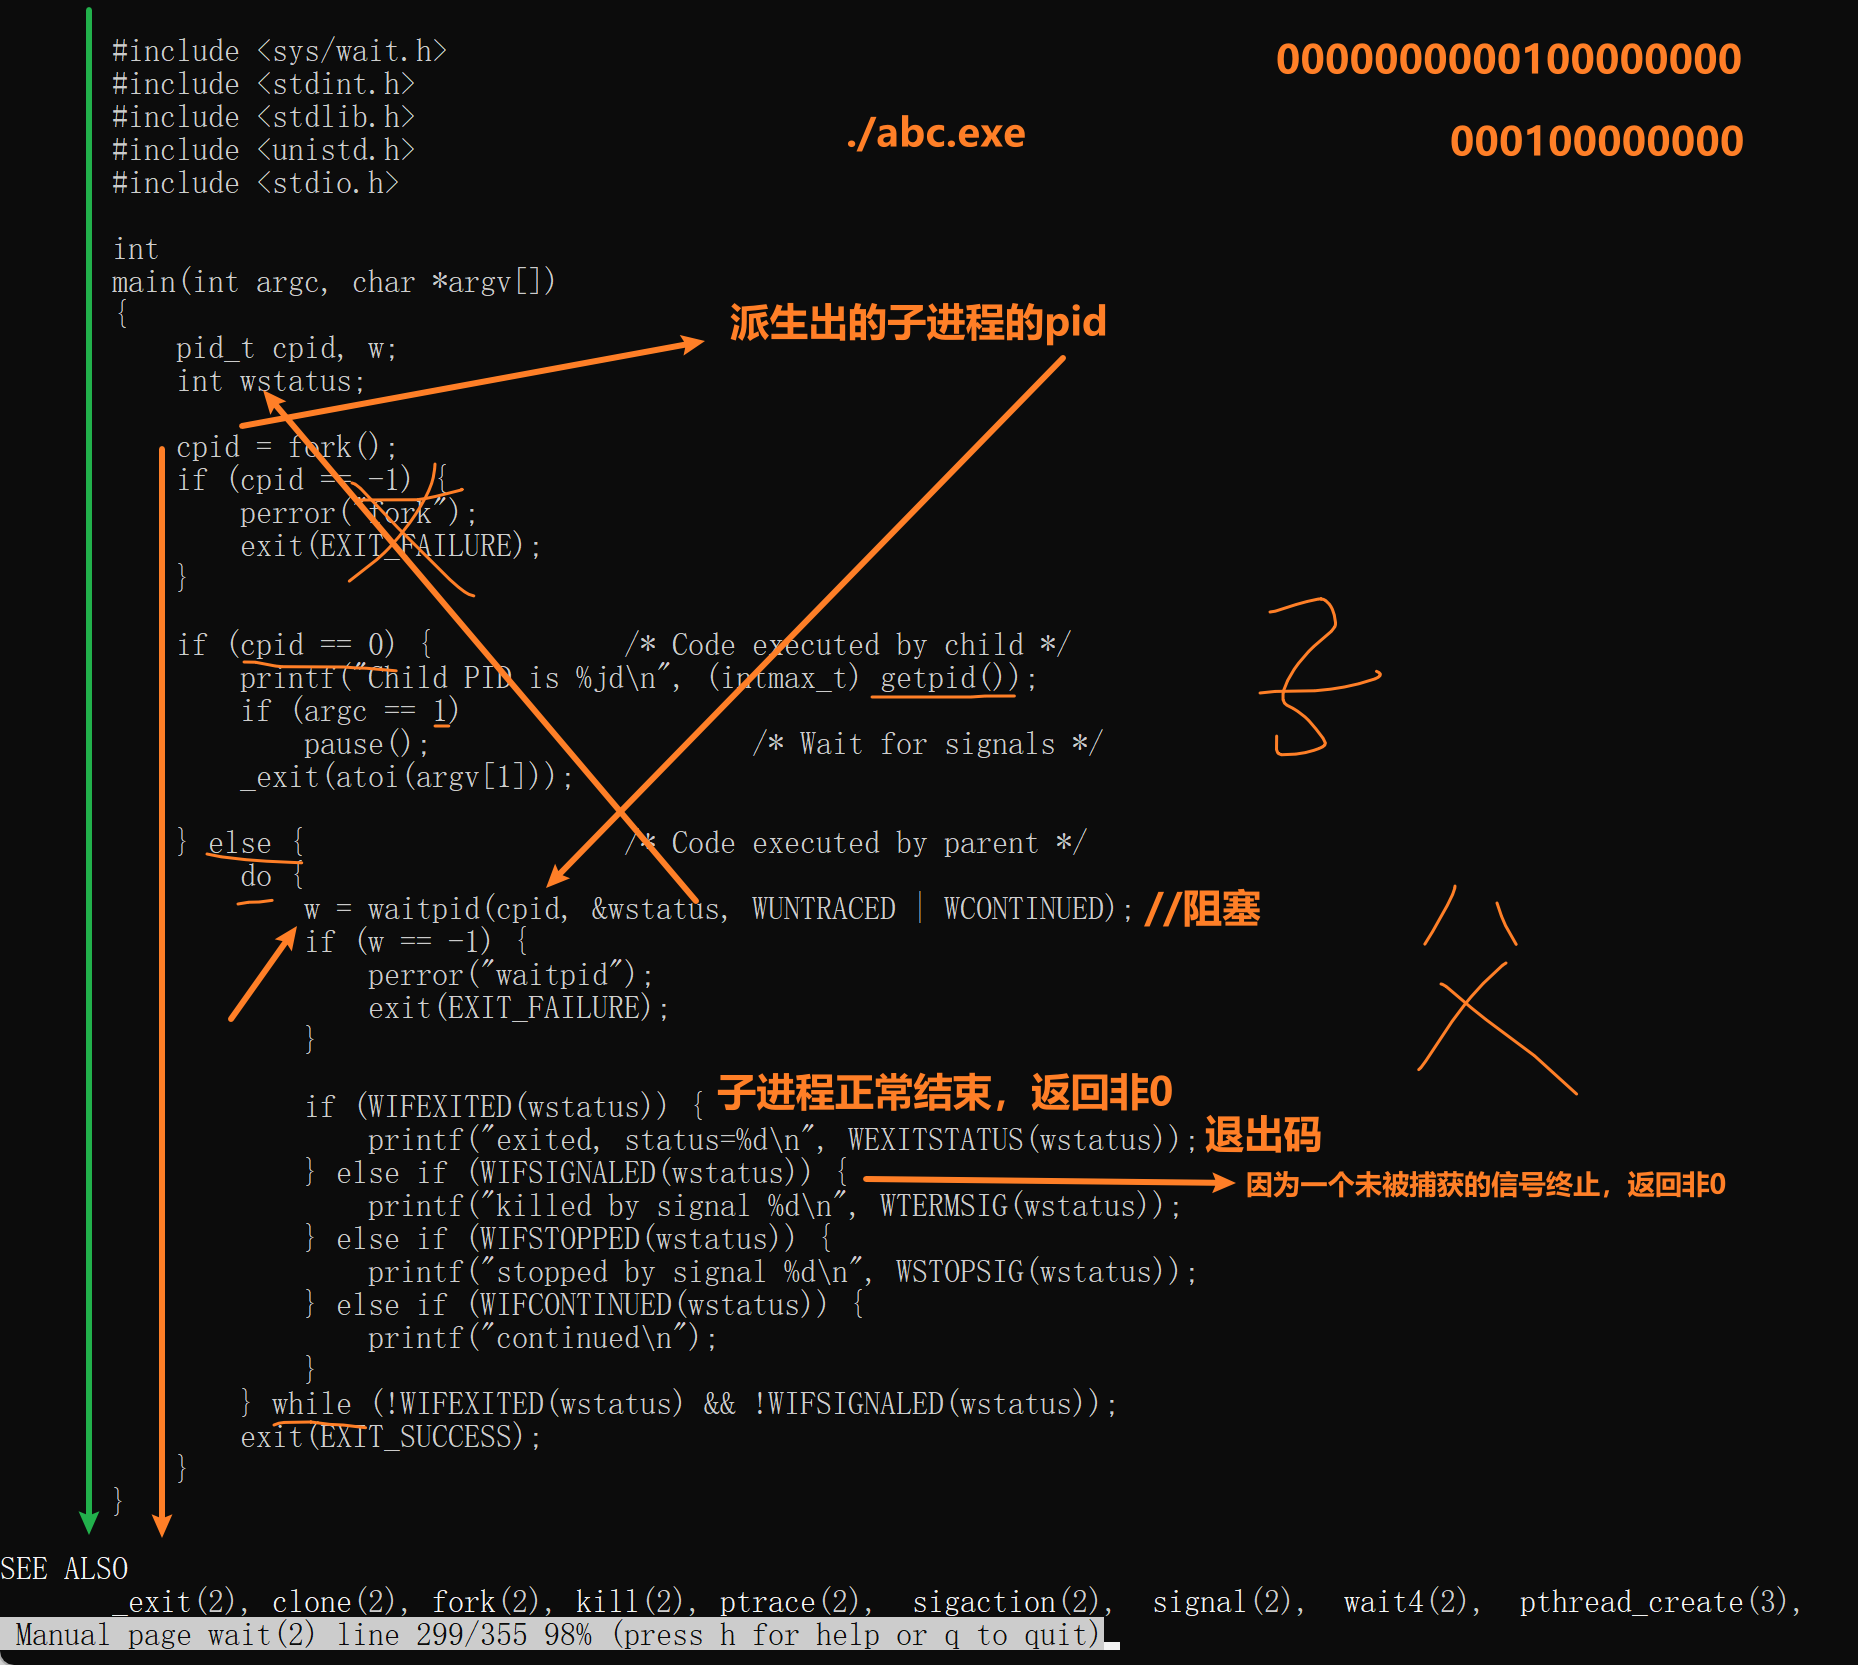 #include <sys/wait.h>
0000000000100000000
#include <stdint.h>
#include <stdlib.h>
./abc.exe
000100000000
#include <unistd.h>
#include <stdio.h>
int
main(int argc, char *argv[])
{
派生出的子进程的pid
pid_t cpid, w;
int wstatus;
cpid = fork();
if (cpid == -1) {
perror("fork");
exit(EXIT_FAILURE);
}
if (cpid == 0) {            /* Code executed by child */
printf("Child PID is %jd\n", (intmax_t) getpid());
子
if (argc == 1)
pause();                    /* Wait for signals */
_exit(atoi(argv[1]));
} else {                    /* Code executed by parent */
do {
w = waitpid(cpid, &wstatus, WUNTRACED | WCONTINUED); //阻塞
父
if (w == -1) {
perror("waitpid");
exit(EXIT_FAILURE);
}
if (WIFEXITED(wstatus)) { 子进程正常结束，返回非0
printf("exited, status=%d\n", WEXITSTATUS(wstatus)); 退出码
} else if (WIFSIGNALED(wstatus)) { 因为一个未被捕获的信号终止，返回非0
printf("killed by signal %d\n", WTERMSIG(wstatus));
} else if (WIFSTOPPED(wstatus)) {
printf("stopped by signal %d\n", WSTOPSIG(wstatus));
} else if (WIFCONTINUED(wstatus)) {
printf("continued\n");
}
} while (!WIFEXITED(wstatus) && !WIFSIGNALED(wstatus));
exit(EXIT_SUCCESS);
}
}
SEE ALSO
_exit(2), clone(2), fork(2), kill(2), ptrace(2), sigaction(2), signal(2), wait4(2), pthread_create(3),
Manual page wait(2) line 299/355 98% (press h for help or q to quit)